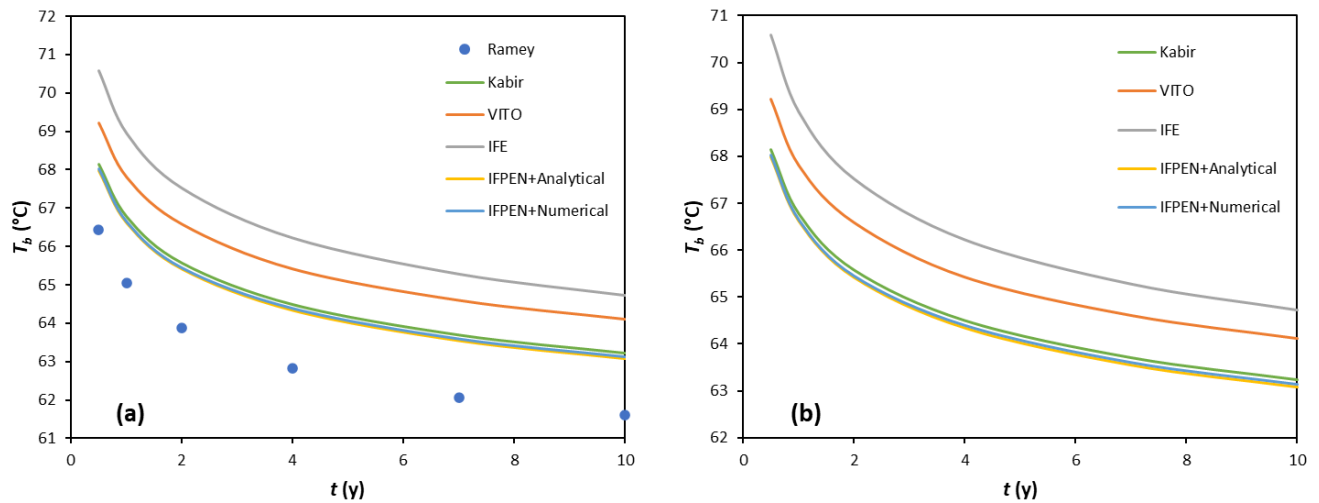 72
71
70
69
68
67
66
65
64
63
62
61
T_b (°C)
0
2
4
6
8
10
t (y)
Ramey
Kabir
VITO
IFE
IFPEN+Analytical
IFPEN+Numerical
(a)
71
70
69
68
67
66
65
64
63
62
T_b (°C)
0
2
4
6
8
10
t (y)
Kabir
VITO
IFE
IFPEN+Analytical
IFPEN+Numerical
(b)